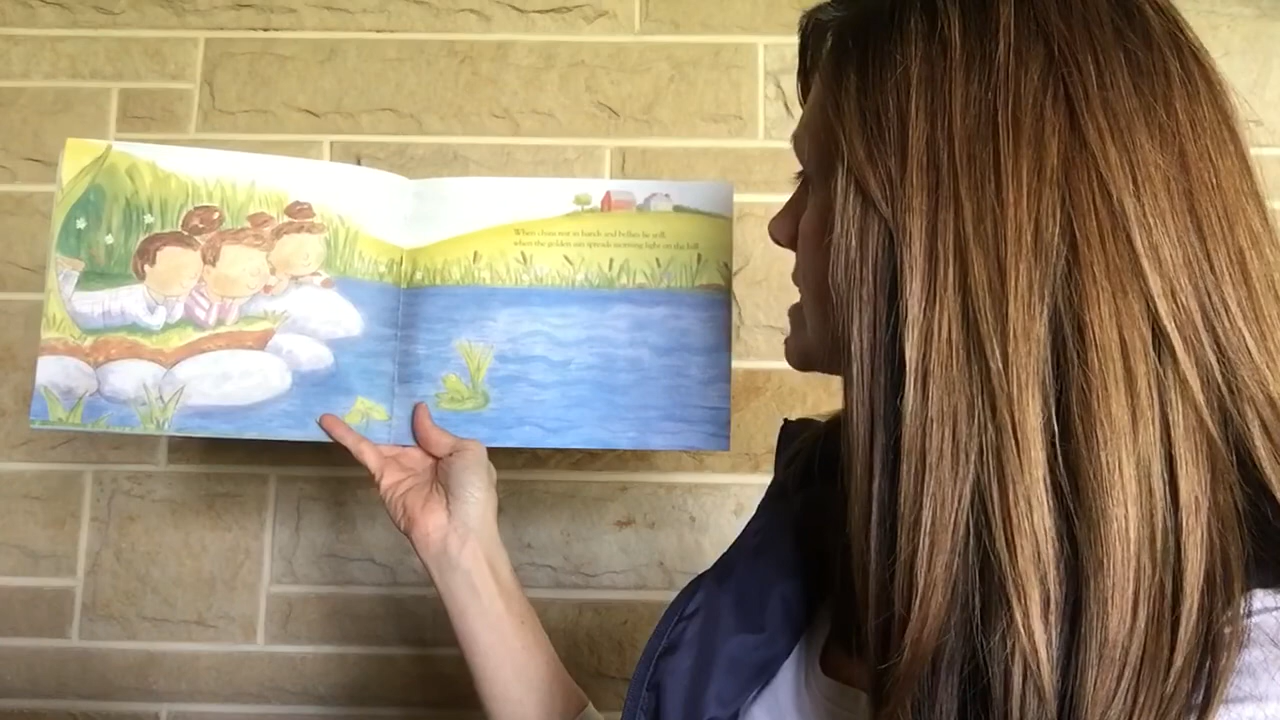 When chins rest in hands and bellies lie still,
when the golden sun spreads morning light on the hill